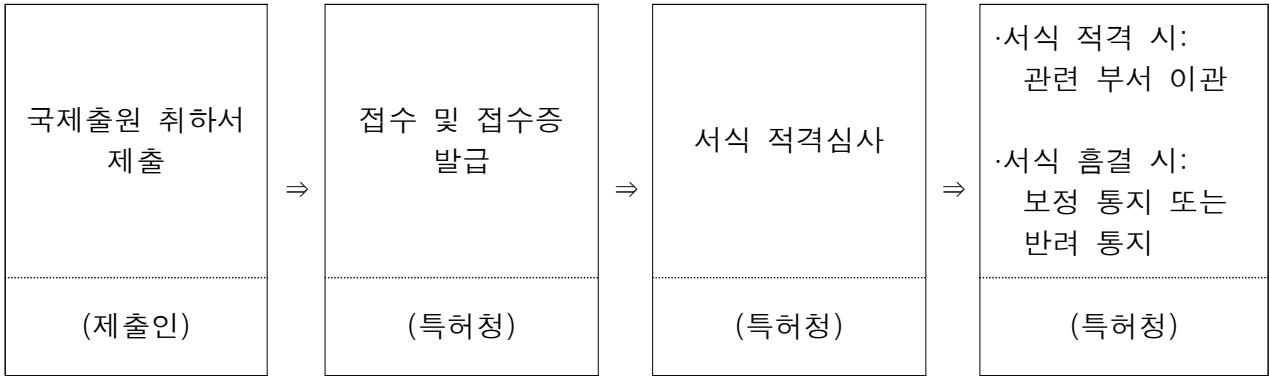 국제출원 취하서
제출
(제출인)
⇒
접수 및 접수증
발급
(특허청)
⇒
서식 적격심사
(특허청)
⇒
·서식 적격 시:
관련 부서 이관
·서식 흠결 시:
보정 통지 또는
반려 통지
(특허청)